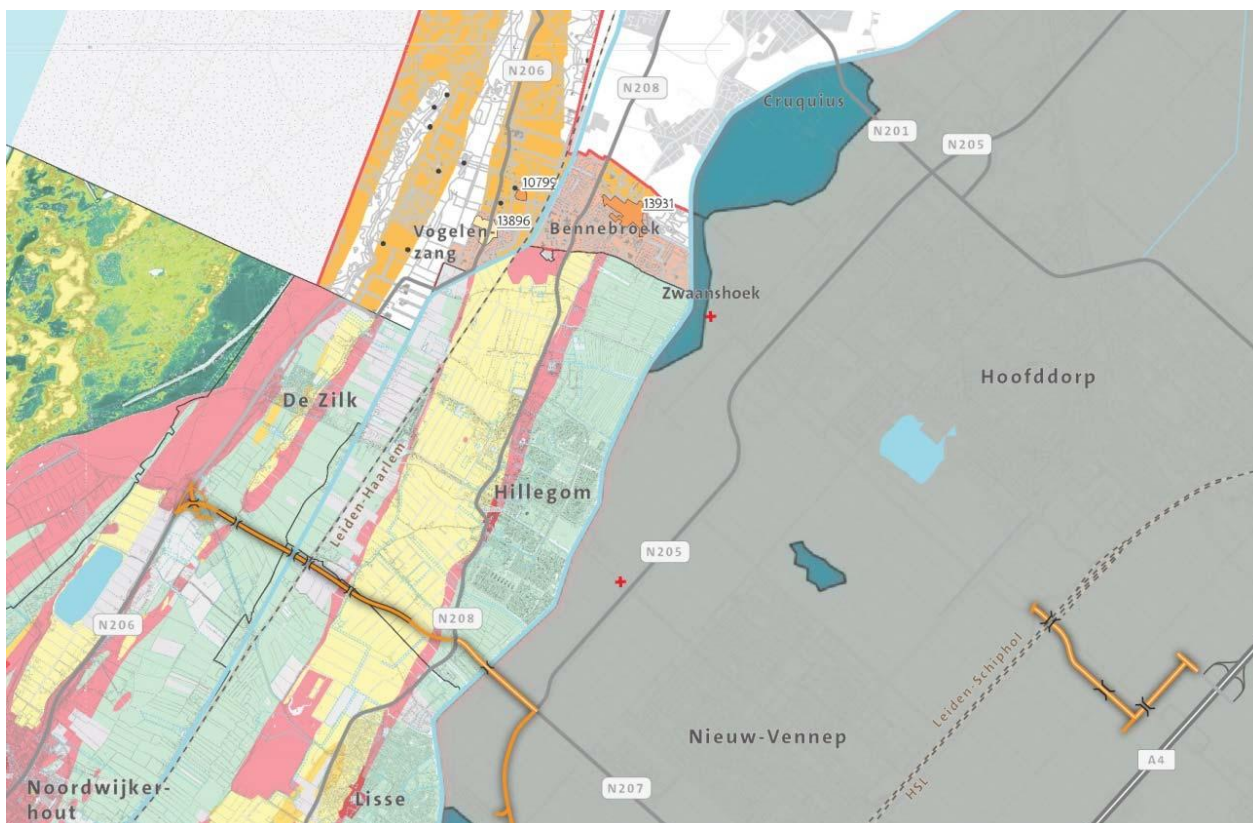 N206
N208
Cruquius
N201
N205
10799
13896
13931
Vogelen-
zang
Bennebroek
Zwaanshoek
Hoofddorp
De Zilk
Leiden-Haarlem
Hillegom
N205
N206
N208
Leiden-Schiphol
Nieuw-Vennep
A4
HSL
N207
Noordwijker-
hout
Lisse